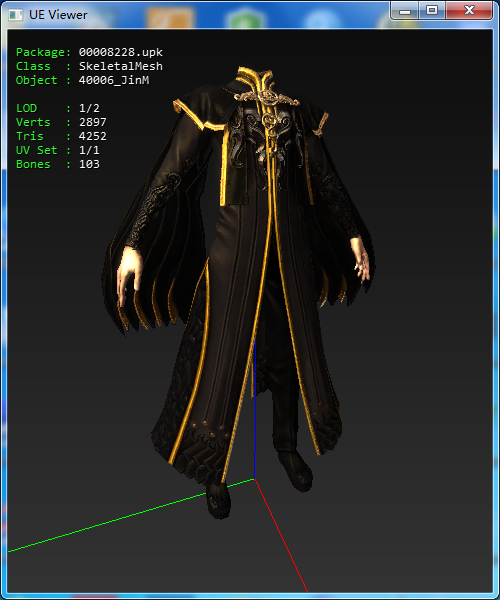 UE Viewer
Package: 00008228.upk
Class  : SkeletalMesh
Object : 40006_JinM
LOD    : 1/2
Verts  : 2897
Tris   : 4252
UV Set : 1/1
Bones  : 103